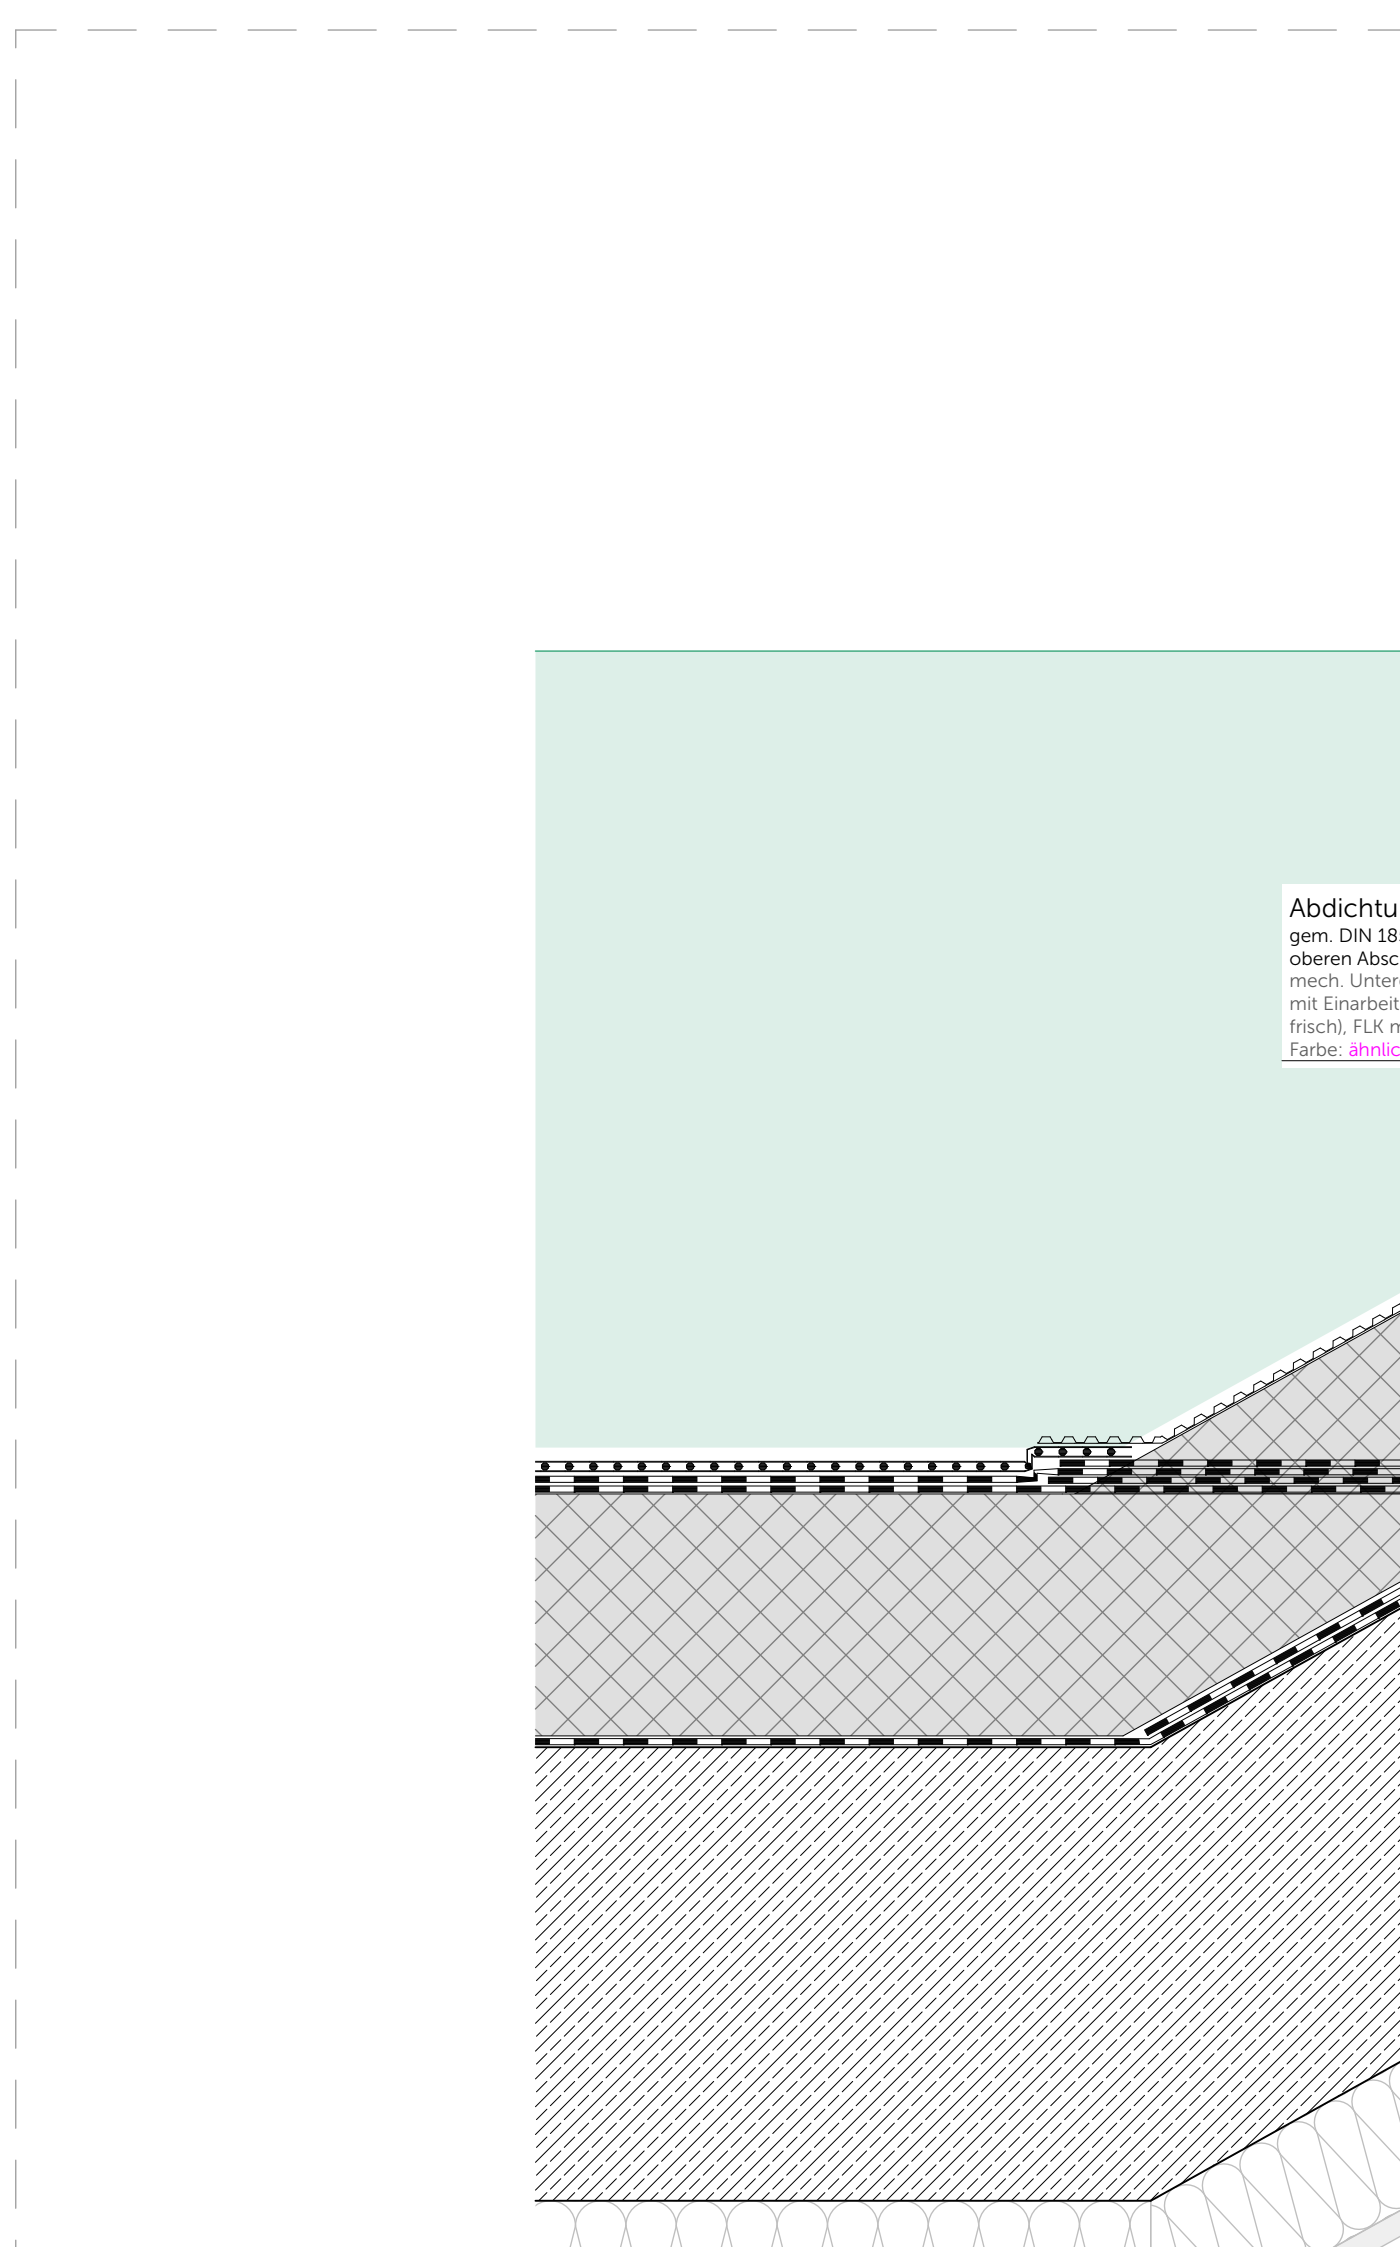 Abdichtu
gem. DIN 18
oberen Absc
mech. Unter
mit Einarbeit
frisch), FLK
Farbe: ähnlic